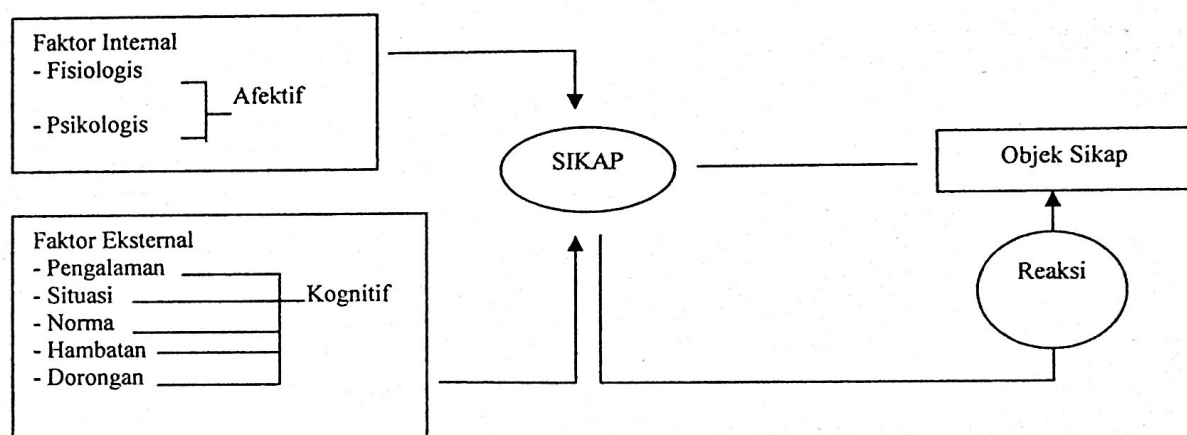 Faktor Internal
- Fisiologis
Afektif
- Psikologis
SIKAP
Objek Sikap
Faktor Eksternal
- Pengalaman
- Situasi
Kognitif
- Norma
- Hambatan
- Dorongan
Reaksi